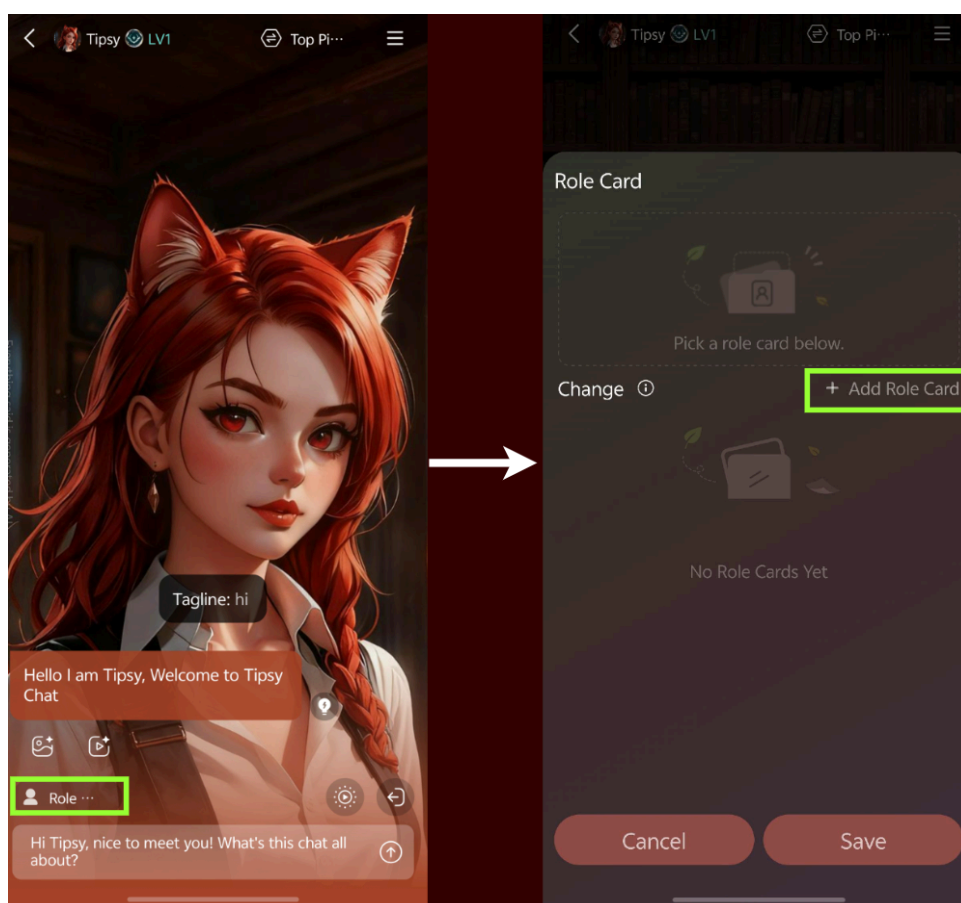 Tipsy LV1
Top Pi...
Tagline: hi
Hello I am Tipsy, Welcome to Tipsy
Chat
Role ...
Hi Tipsy, nice to meet you! What's this chat all
about?
Tipsy LV1
Top Pi...
Role Card
Pick a role card below.
Change
+ Add Role Card
No Role Cards Yet
Cancel
Save